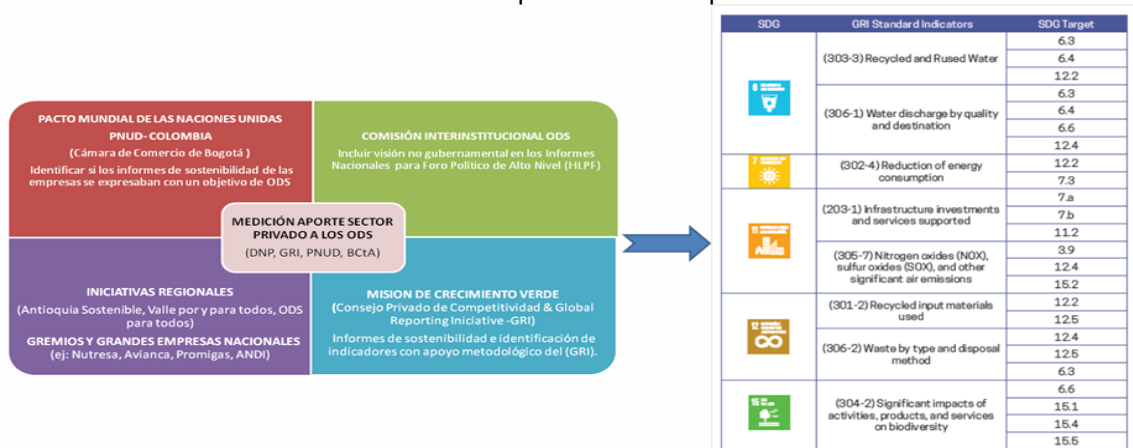 PACTO MUNDIAL DE LAS NACIONES UNIDAS
PNUD- COLOMBIA
(Cámara de Comercio de Bogotá )
Identificar si los informes de sostenibilidad de las
empresas se expresaban con un objetivo de ODS
COMISIÓN INTERINSTITUCIONAL ODS
Incluir visión no gubernamental en los Informes
Nacionales para Foro Político de Alto Nivel (HLPF)
MEDICIÓN APORTE SECTOR
PRIVADO A LOS ODS
(DNP, GRI, PNUD, BCtA)
INICIATIVAS REGIONALES
(Antioquia Sostenible, Valle por y para todos, ODS
para todos)
GREMIOS Y GRANDES EMPRESAS NACIONALES
(ej: Nutresa, Avianca, Promigas, ANDI)
MISION DE CRECIMIENTO VERDE
(Consejo Privado de Competitividad & Global
Reporting Initiative -GRI)
Informes de sostenibilidad e identificación de
indicadores con apoyo metodológico del (GRI).
SDG GRI Standard Indicators SDG Target
6
(303-3) Recycled and Rused Water
6.3
6.4
12.2
(306-1) Water discharge by quality
and destination
6.3
6.4
6.6
12.4
7
(302-4) Reduction of energy
consumption
12.2
7.3
11
(203-1) Infrastructure investments
and services supported
7.a
7.b
11.2
(305-7) Nitrogen oxides (NOX),
sulfur oxides (SOX), and other
significant air emissions
3.9
12.4
15.2
12
(301-2) Recycled input materials
used
12.2
12.5
(306-2) Waste by type and disposal
method
12.4
12.5
6.3
15
(304-2) Significant impacts of
activities, products, and services
on biodiversity
6.6
15.1
15.4
15.5